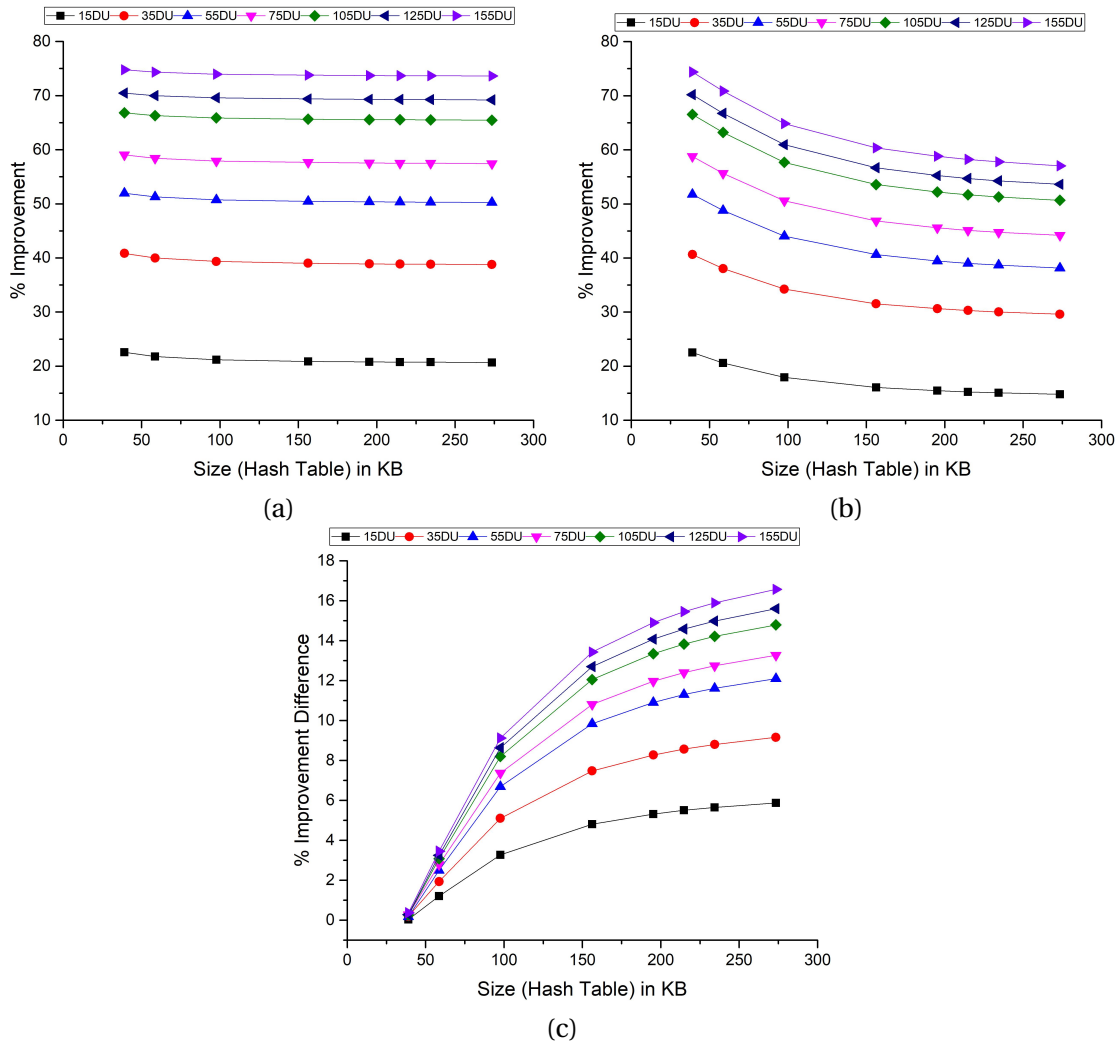 15DU 35DU 55DU 75DU 105DU 125DU 155DU
80
70
60
50
40
30
20
10
% Improvement
0 50 100 150 200 250 300
Size (Hash Table) in KB
(a)
15DU 35DU 55DU 75DU 105DU 125DU 155DU
80
70
60
50
40
30
20
10
% Improvement
0 50 100 150 200 250 300
Size (Hash Table) in KB
(b)
15DU 35DU 55DU 75DU 105DU 125DU 155DU
18
16
14
12
10
8
6
4
2
0
% Improvement Difference
0 50 100 150 200 250 300
Size (Hash Table) in KB
(c)